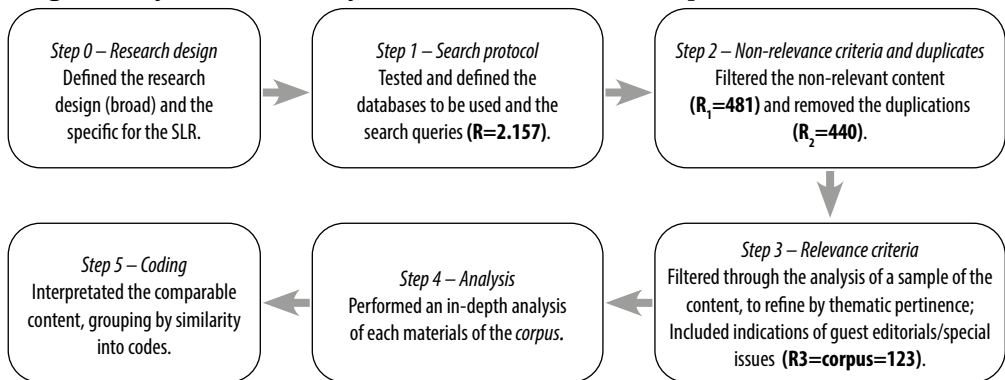 Step 0 – Research design
Defined the research
design (broad) and the
specific for the SLR.
Step 1 – Search protocol
Tested and defined the
databases to be used and the
search queries (R=2.157).
Step 2 – Non-relevance criteria and duplicates
Filtered the non-relevant content
(R₁=481) and removed the duplications
(R₂=440).
Step 3 – Relevance criteria
Filtered through the analysis of a sample of the
content, to refine by thematic pertinence;
Included indications of guest editorials/special
issues (R3=corpus=123).
Step 4 – Analysis
Performed an in-depth analysis
of each materials of the corpus.
Step 5 – Coding
Interpretated the comparable
content, grouping by similarity
into codes.